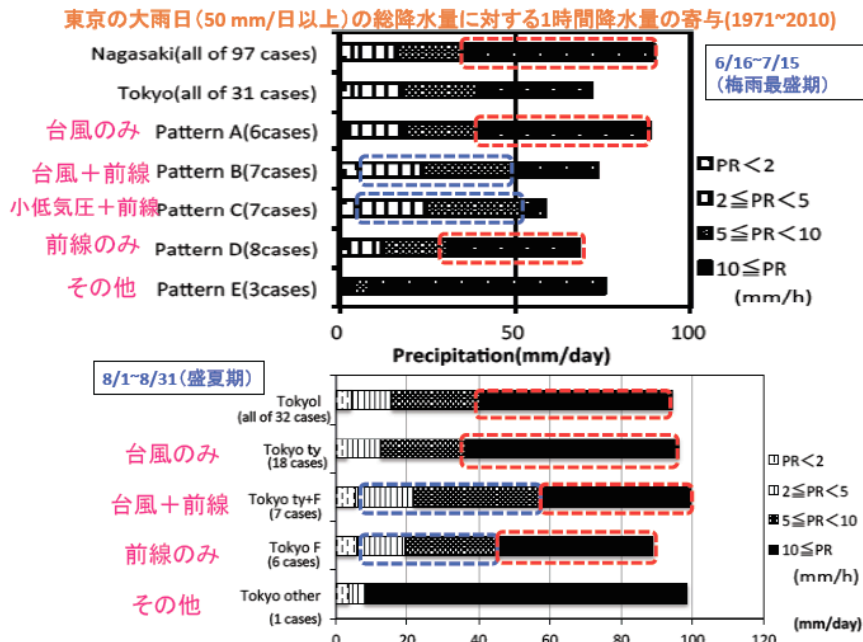 東京の大雨日(50 mm/日以上)の総降水量に対する1時間降水量の寄与(1971~2010)
Nagasaki(all of 97 cases)
6/16~7/15
(梅雨最盛期)
Tokyo(all of 31 cases)
台風のみ Pattern A(6cases)
台風+前線 Pattern B(7cases)
小低気圧+前線 Pattern C(7cases)
前線のみ Pattern D(8cases)
その他 Pattern E(3cases)
PR<2
2≦PR<5
5≦PR<10
10≦PR
(mm/h)
0 50 100
Precipitation(mm/day)
8/1~8/31(盛夏期)
Tokyol
(all of 32 cases)
台風のみ Tokyo ty
(18 cases)
台風+前線 Tokyo ty+F
(7 cases)
前線のみ Tokyo F
(6 cases)
その他 Tokyo other
(1 cases)
PR<2
2≦PR<5
5≦PR<10
10≦PR
(mm/h)
0 20 40 60 80 100 120
(mm/day)